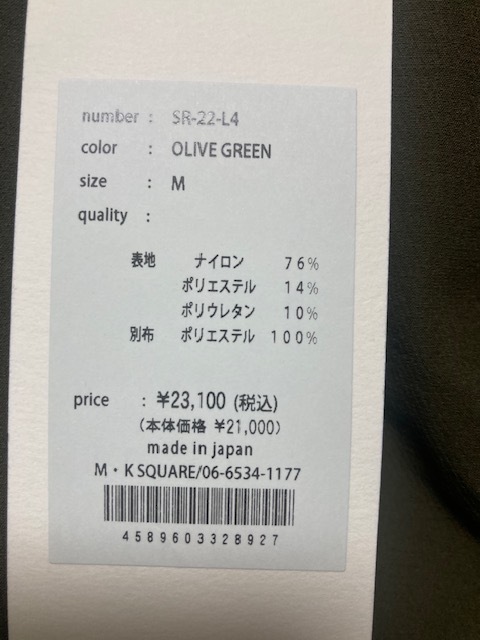 number : SR-22-L4
color : OLIVE GREEN
size : M
quality :
表地 ナイロン 76%
ポリエステル 14%
ポリウレタン 10%
別布 ポリエステル 100%
price : ¥23,100 (税込)
(本体価格 ¥21,000)
made in japan
M・K SQUARE/06-6534-1177
4589603328927